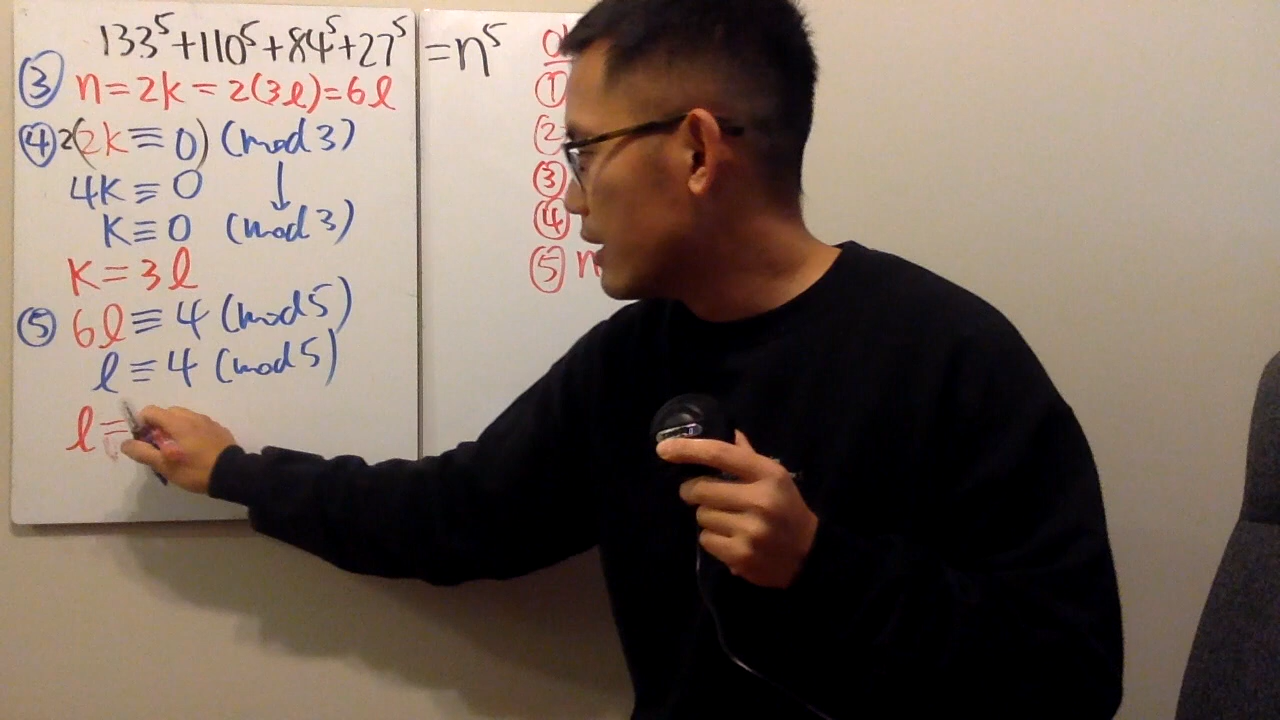 133⁵+110⁵+84⁵+27⁵ = n⁵
③ n=2k=2(3l)=6l
④ 2(2k≡0) (mod 3)
4k≡0 ↓
k≡0 (mod 3)
k=3l
⑤ 6l≡4 (mod 5)
l≡4 (mod 5)
l=
①
②
③
④
⑤ n